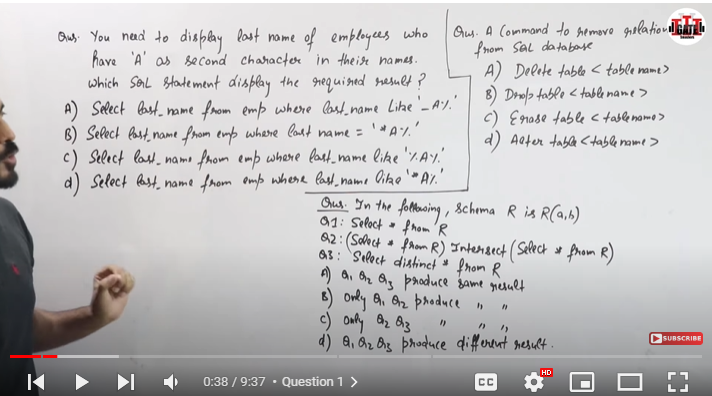 Ques. You need to display last name of employees who
have 'A' as second character in their names.
Which SQL statement display the required result?
A) Select last_name from emp where last_name Like '_A%.'
B) Select last_name from emp where last name = '*A%.'
C) Select last_name from emp where last_name like '%A%.'
d) Select last_name from emp where last_name like '*A%'
Ques. A Command to remove relation
from SQL database
A) Delete table <table name>
B) Drop table <table name>
C) Erase table <table name>
d) Alter table <table name>
Ques. In the following, schema R is R(a,b)
Q1: Select * from R
Q2: (Select * from R) Intersect (Select * from R)
Q3: Select distinct * from R
A) Q1 Q2 Q3 produce same result
B) only Q1 Q2 produce " "
C) only Q2 Q3 " " "
d) Q1 Q2 Q3 produce different result.
GATE
SUBSCRIBE
0:38 / 9:37 • Question 1 >
CC
HD